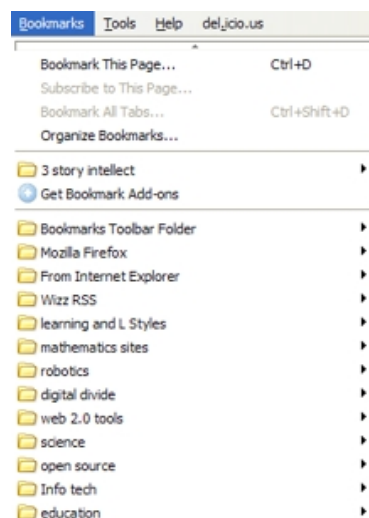 Bookmarks Tools Help del.icio.us
Bookmark This Page... Ctrl+D
Subscribe to This Page...
Bookmark All Tabs... Ctrl+Shift+D
Organize Bookmarks...
3 story intellect
Get Bookmark Add-ons
Bookmarks Toolbar Folder
Mozilla Firefox
From Internet Explorer
Wizz RSS
learning and L Styles
mathematics sites
robotics
digital divide
web 2.0 tools
science
open source
Info tech
education